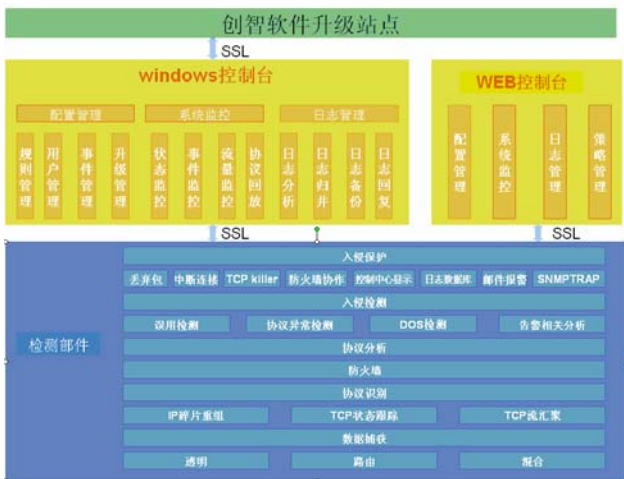 创智软件升级站点
SSL
windows控制台
WEB控制台
配置管理 系统监控 日志管理
规则管理 用户管理 事件管理 升级管理 状态监控 事件监控 流量监控 协议回放 日志分析 日志归并 日志备份 日志回复
配置管理 系统监控 日志管理 策略管理
SSL SSL
检测部件
入侵保护
丢弃包 中断连接 TCP killer 防火墙协作 控制中心显示 日志数据库 邮件报警 SNMPTRAP
入侵检测
误用检测 协议异常检测 DOS检测 告警相关分析
协议分析
防火墙
协议识别
IP碎片重组 TCP状态跟踪 TCP流汇聚
数据捕获
透明 路由 混合